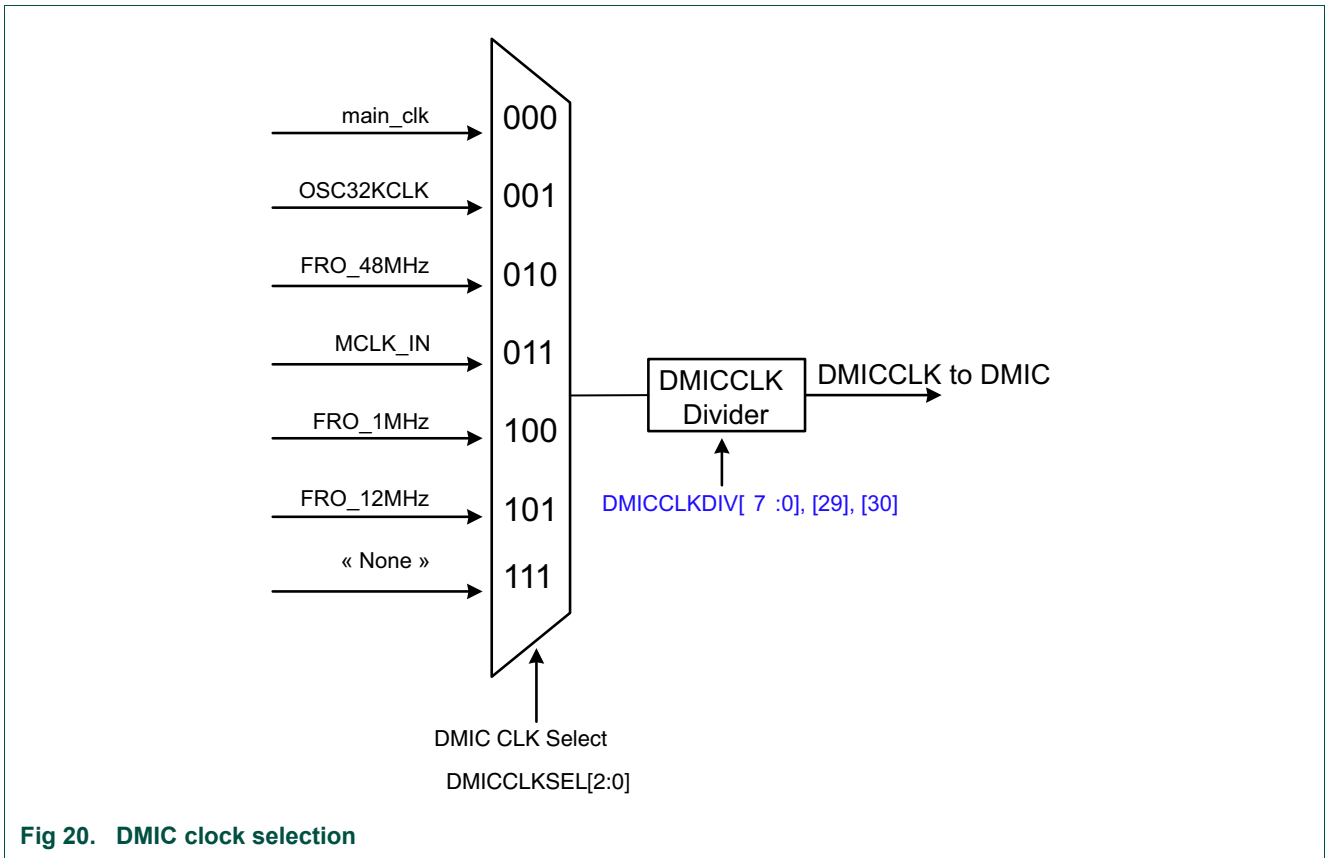 main_clk
000
OSC32KCLK
001
FRO_48MHz
010
MCLK_IN
011
DMICCLK
Divider
DMICCLK to DMIC
FRO_1MHz
100
FRO_12MHz
101
DMICCLKDIV[ 7 :0], [29], [30]
« None »
111
DMIC CLK Select
DMICCLKSEL[2:0]
Fig 20. DMIC clock selection